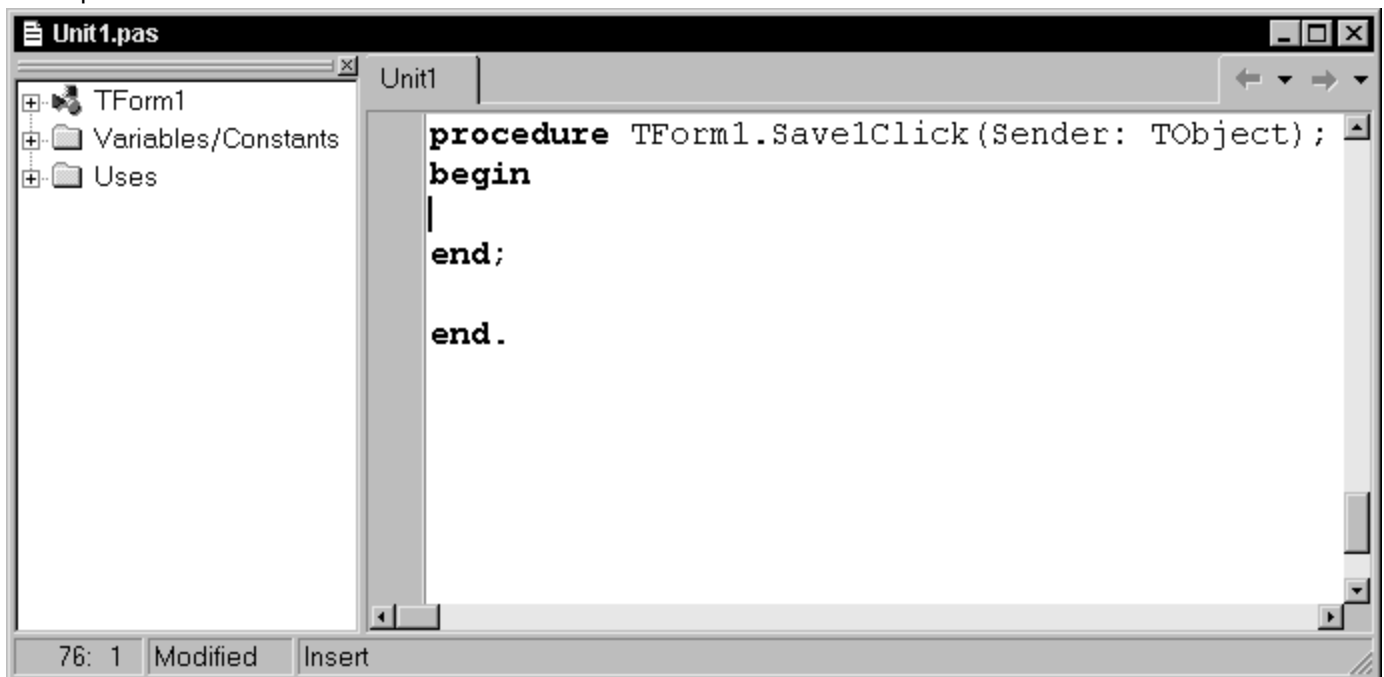 Unit1.pas
TForm1
Variables/Constants
Uses
Unit1
procedure TForm1.Save1Click(Sender: TObject);
begin
end;
end.
76: 1 Modified Insert